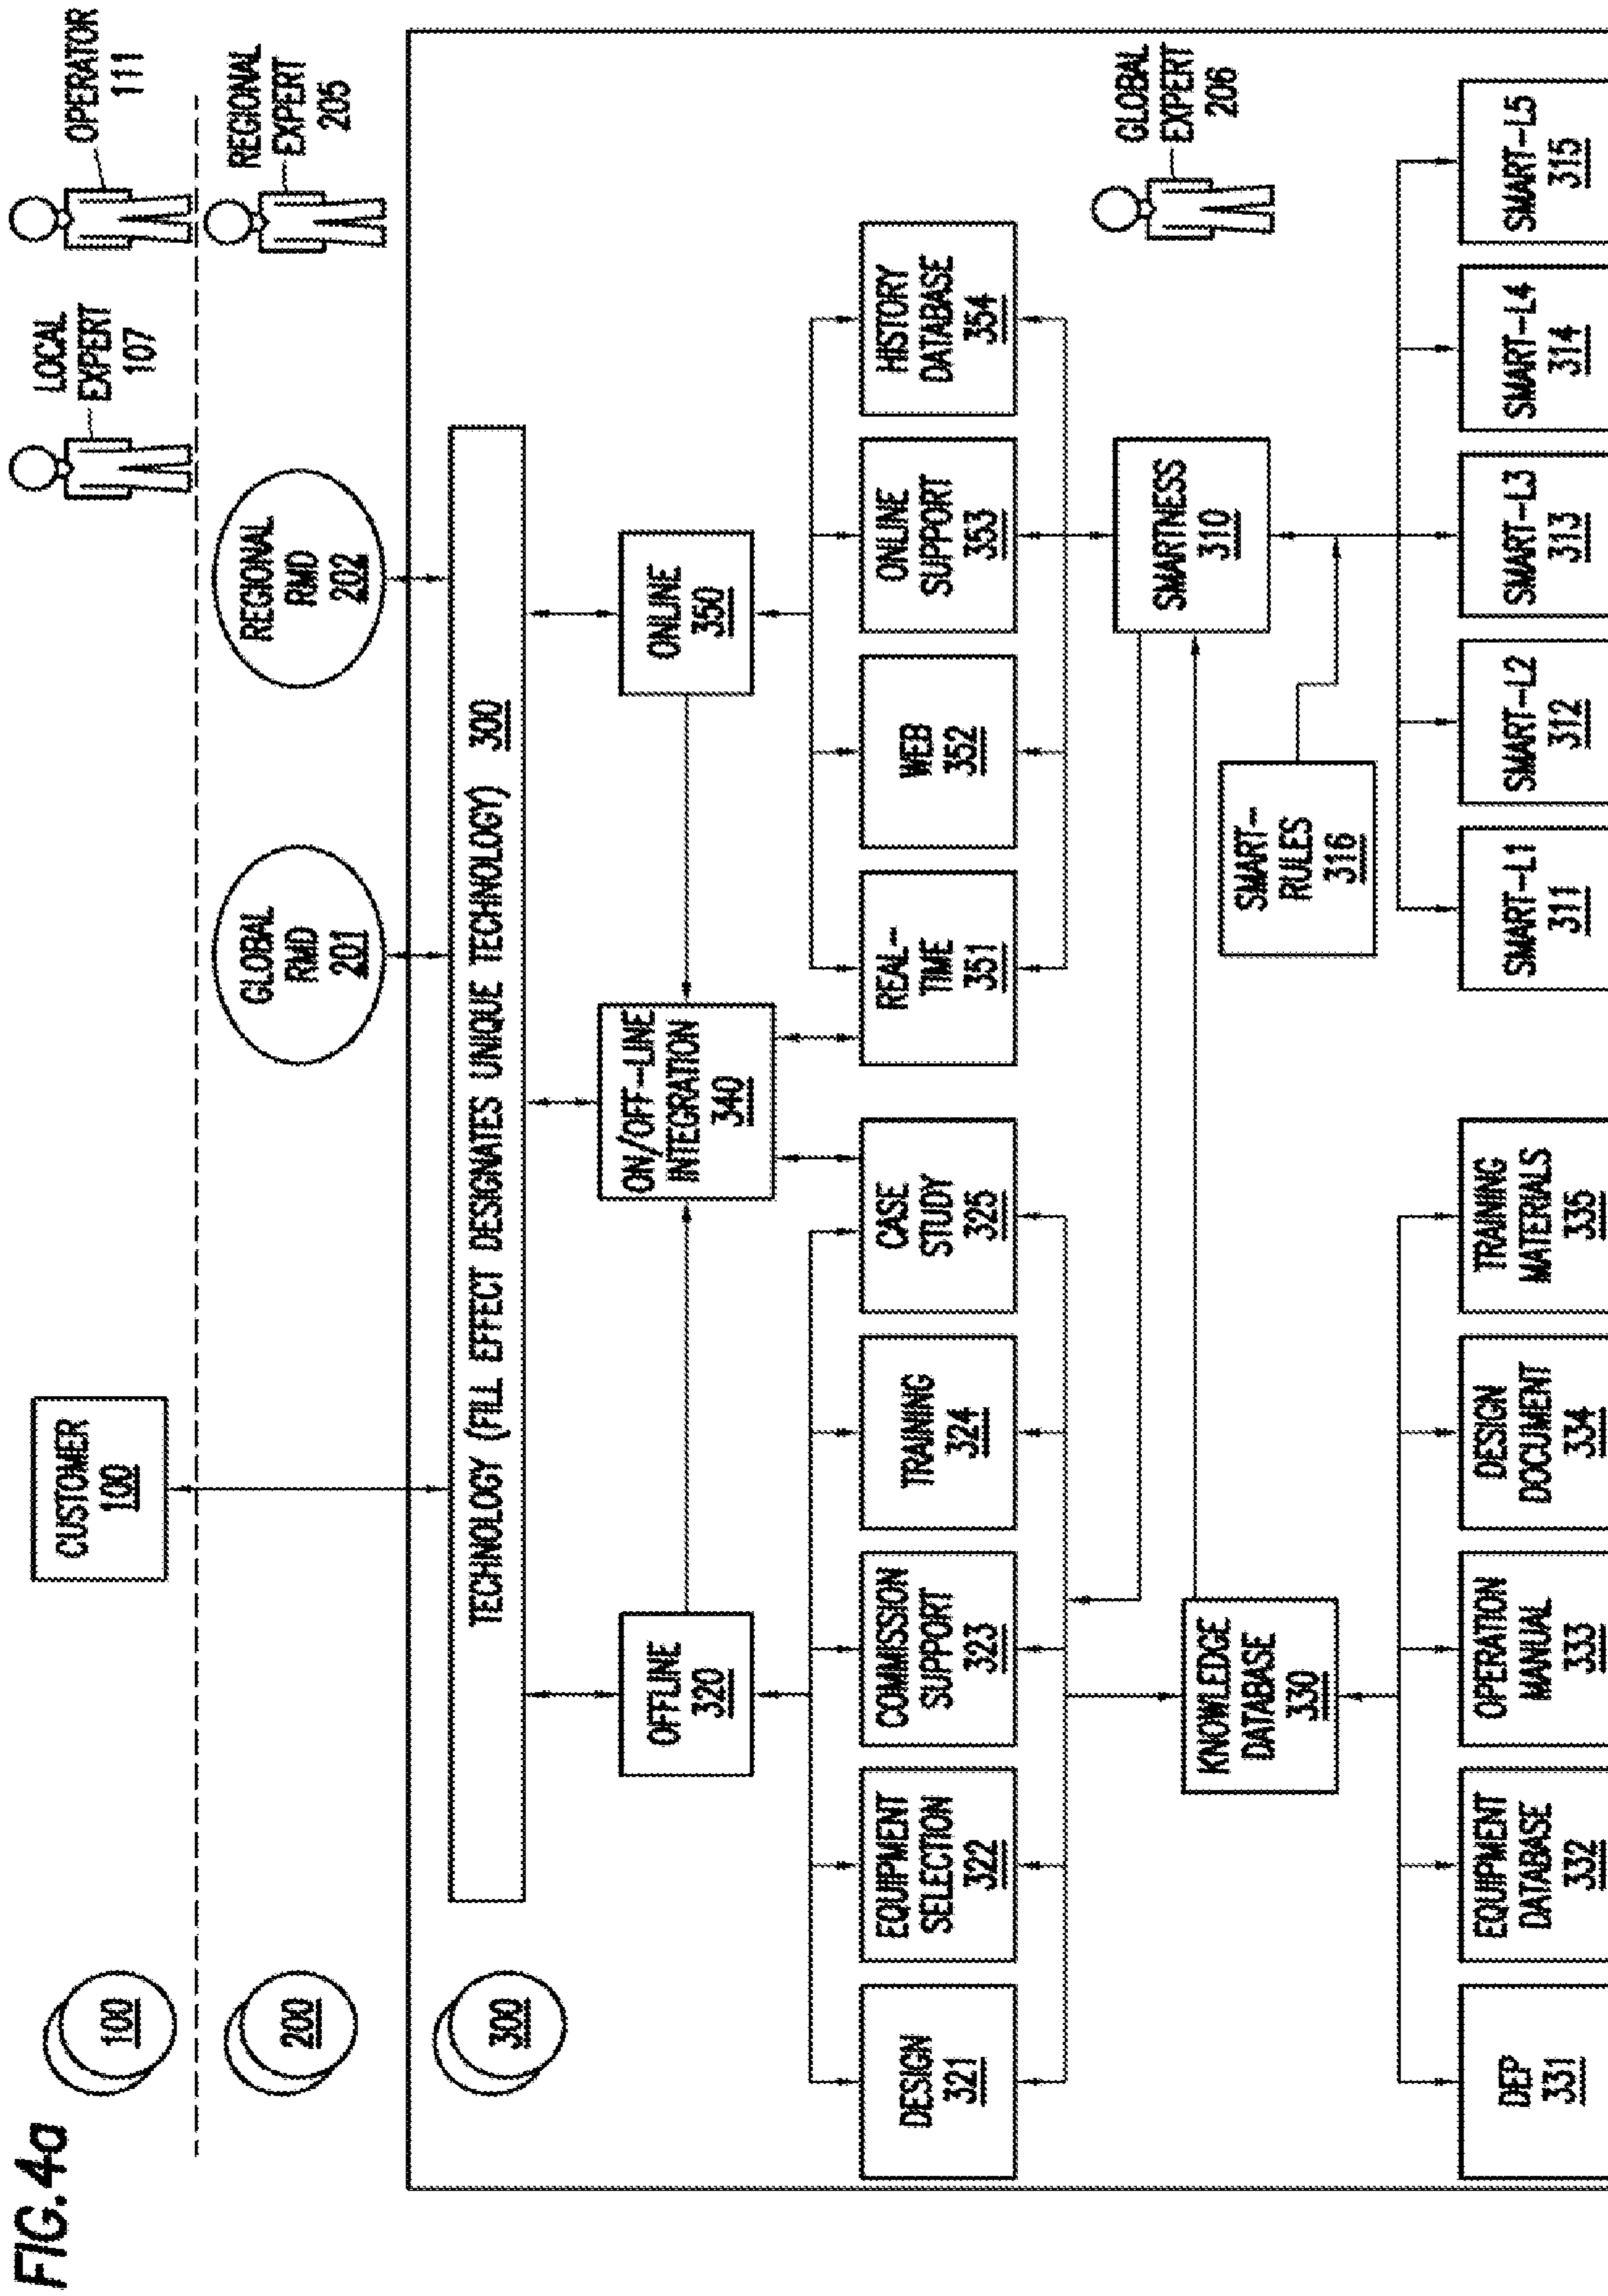 FIG.4a
100
CUSTOMER
100
LOCAL
EXPERT
107
OPERATOR
111
200
GLOBAL
RMD
201
REGIONAL
RMD
202
REGIONAL
EXPERT
205
300
TECHNOLOGY (FILL EFFECT DESIGNATES UNIQUE TECHNOLOGY) 300
OFFLINE
320
ON/OFF-LINE
INTEGRATION
340
ONLINE
350
DESIGN
321
EQUIPMENT
SELECTION
322
COMMISSION
SUPPORT
323
TRAINING
324
CASE
STUDY
325
REAL-
TIME
351
WEB
352
ONLINE
SUPPORT
353
HISTORY
DATABASE
354
KNOWLEDGE
DATABASE
330
SMARTNESS
310
GLOBAL
EXPERT
206
SMART-
RULES
316
DEP
331
EQUIPMENT
DATABASE
332
OPERATION
MANUAL
333
DESIGN
DOCUMENT
334
TRAINING
MATERIALS
335
SMART-L1
311
SMART-L2
312
SMART-L3
313
SMART-L4
314
SMART-L5
315